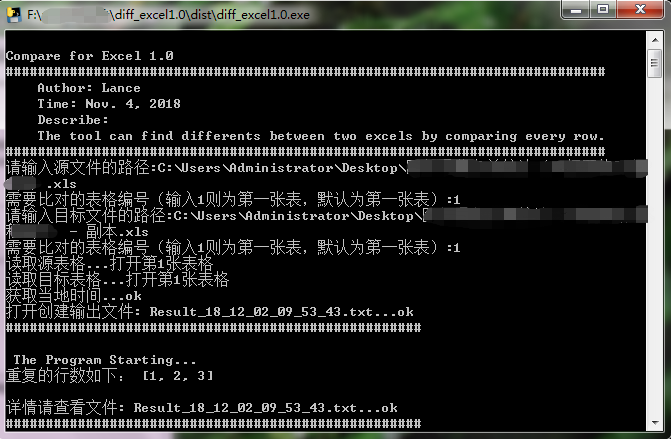 F:\ \diff_excel1.0\dist\diff_excel1.0.exe
Compare for Excel 1.0
###########################################################################
Author: Lance
Time: Nov. 4, 2018
Describe:
The tool can find differents between two excels by comparing every row.
###########################################################################
请输入源文件的路径:C:\Users\Administrator\Desktop\
.xls
需要比对的表格编号（输入1则为第一张表，默认为第一张表）:1
请输入目标文件的路径:C:\Users\Administrator\Desktop\
- 副本.xls
需要比对的表格编号（输入1则为第一张表，默认为第一张表）:1
读取源表格...打开第1张表格
读取目标表格...打开第1张表格
获取当地时间...ok
打开创建输出文件: Result_18_12_02_09_53_43.txt...ok
####################################################
The Program Starting...
重复的行数如下: [1, 2, 3]
详情请查看文件: Result_18_12_02_09_53_43.txt...ok
####################################################